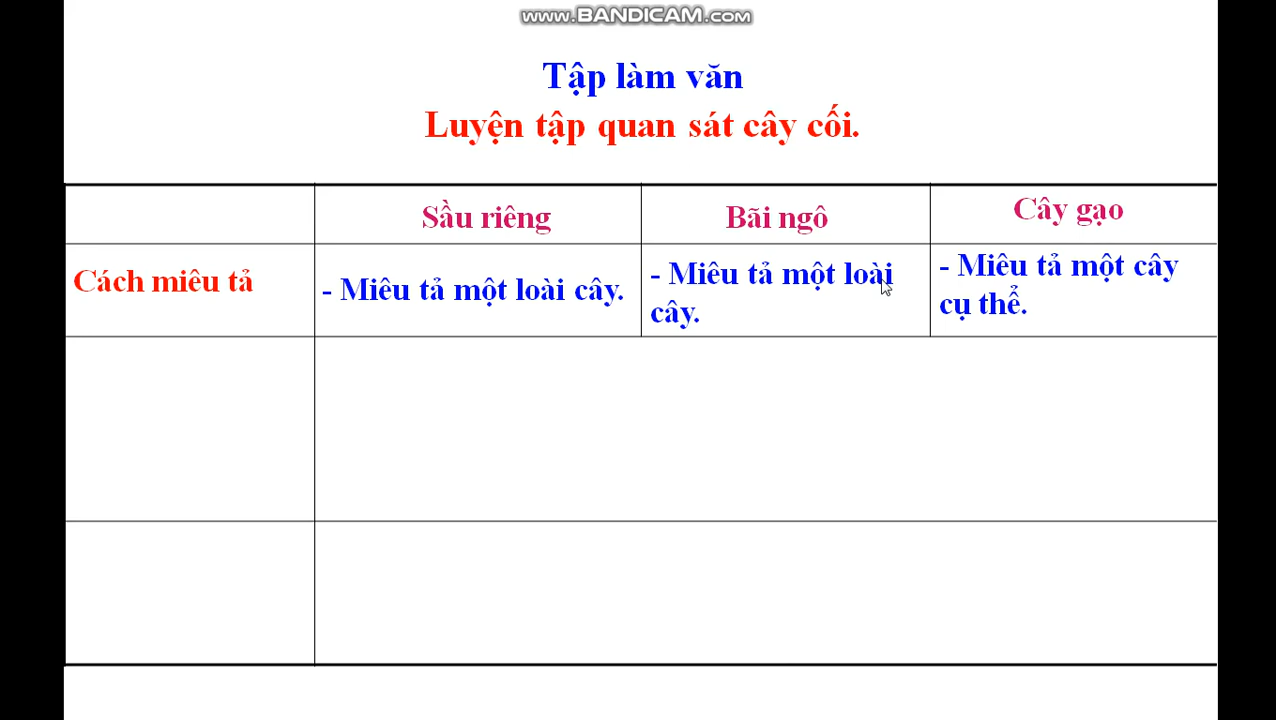 www.BANDICAM.com
Tập làm văn
Luyện tập quan sát cây cối.
Sầu riêng
Bãi ngô
Cây gạo
Cách miêu tả
- Miêu tả một loài cây.
- Miêu tả một loài
cây.
- Miêu tả một cây
cụ thể.